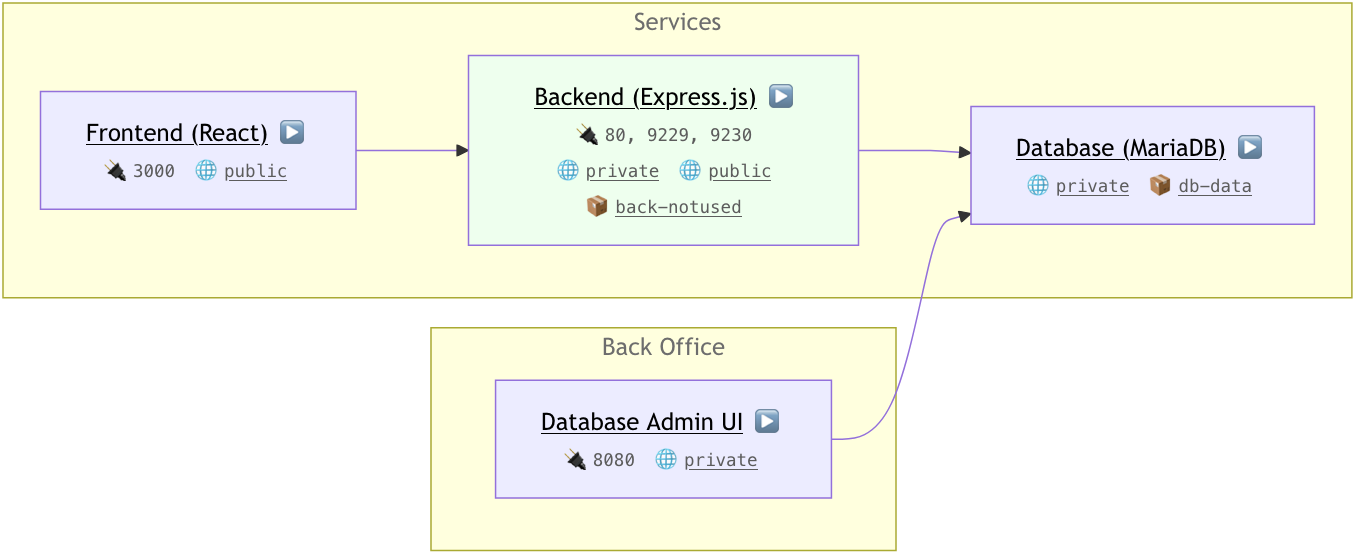 Services
Frontend (React) ▶️
🔌 3000 🌐 public
Backend (Express.js) ▶️
🔌 80, 9229, 9230
🌐 private 🌐 public
📦 back-notused
Database (MariaDB) ▶️
🌐 private 📦 db-data
Back Office
Database Admin UI ▶️
🔌 8080 🌐 private